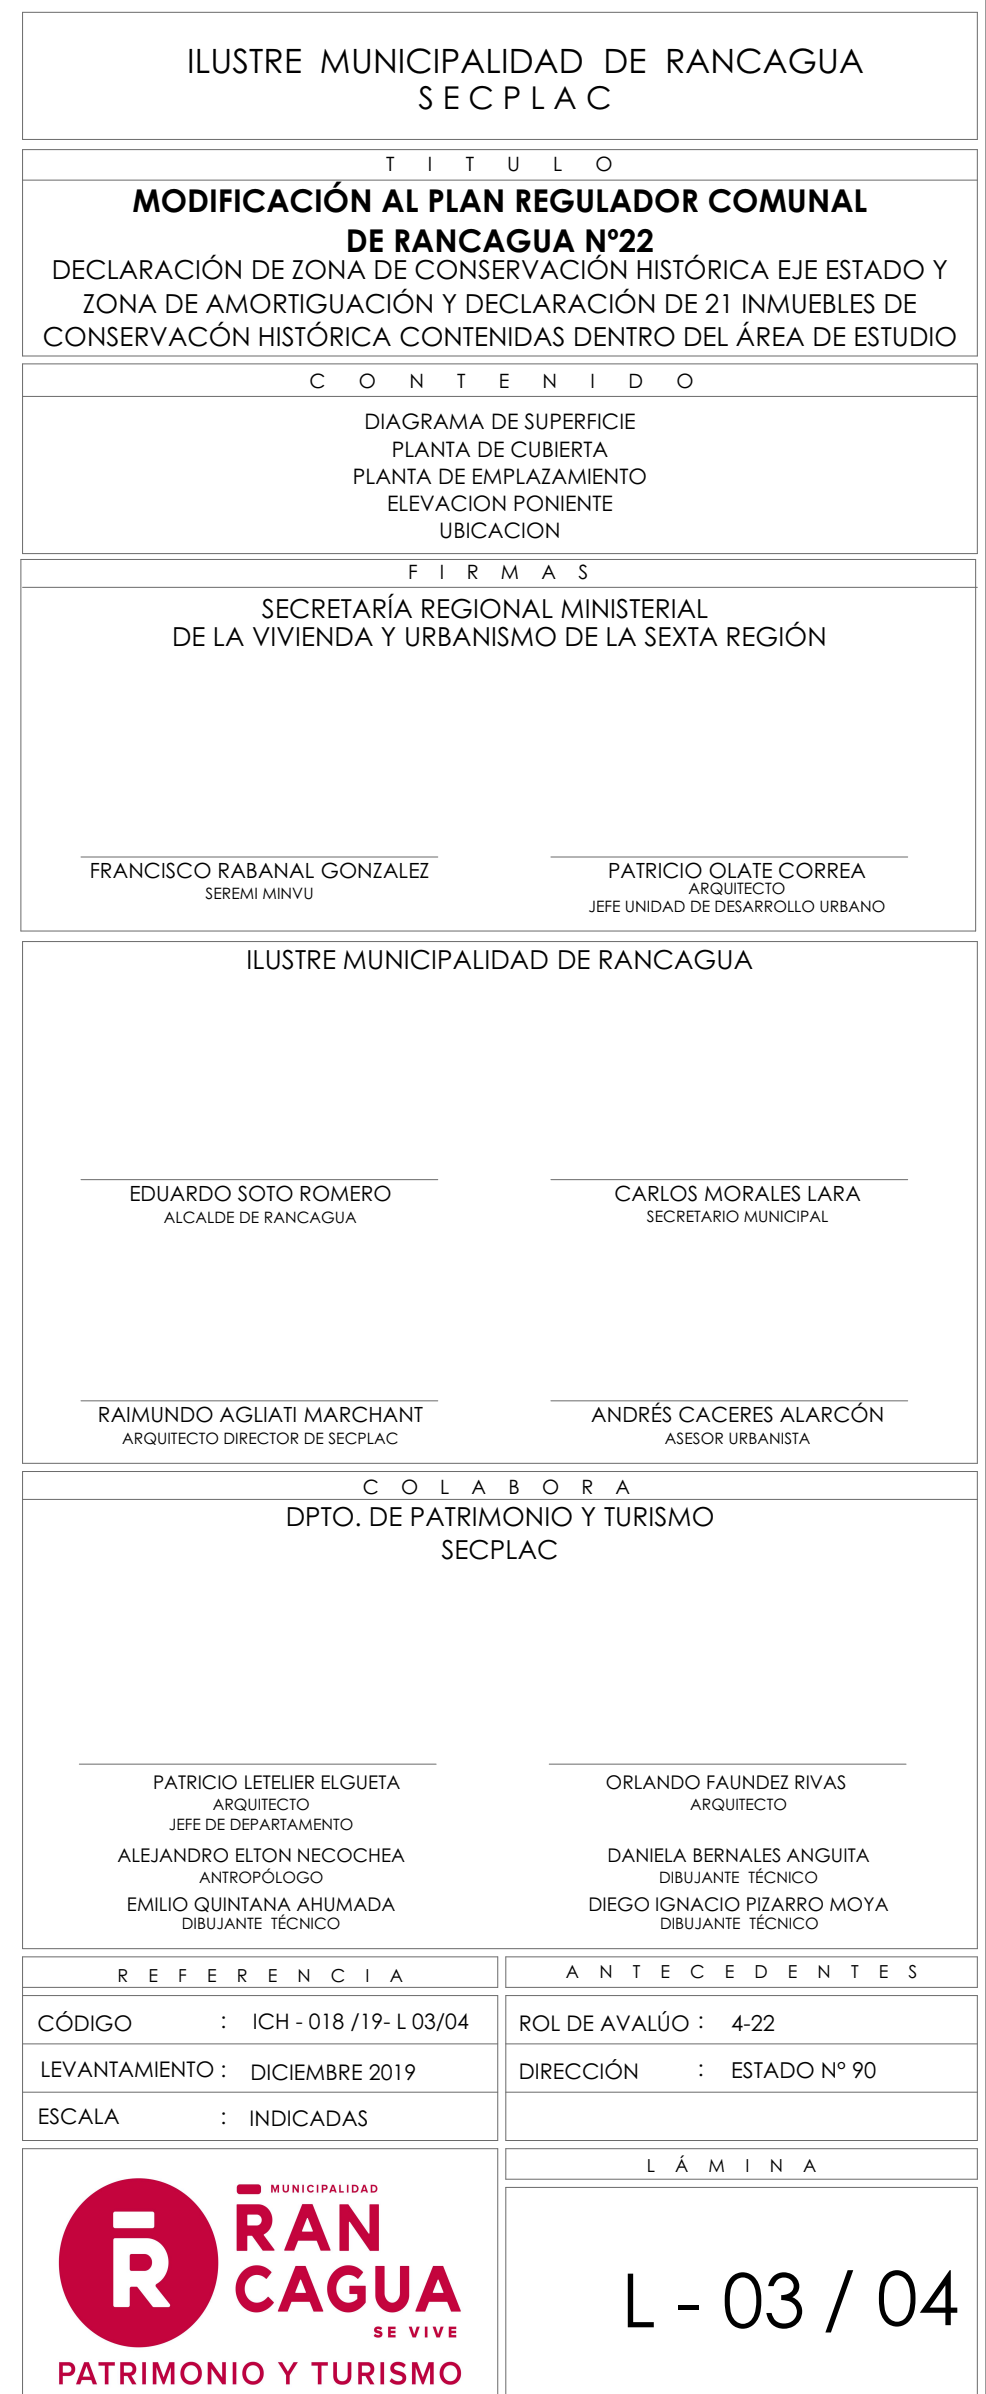 ILUSTRE MUNICIPALIDAD DE RANCAGUA
SECPLAC
TITULO
MODIFICACIÓN AL PLAN REGULADOR COMUNAL
DE RANCAGUA Nº22
DECLARACIÓN DE ZONA DE CONSERVACIÓN HISTÓRICA EJE ESTADO Y
ZONA DE AMORTIGUACIÓN Y DECLARACIÓN DE 21 INMUEBLES DE
CONSERVACÓN HISTÓRICA CONTENIDAS DENTRO DEL ÁREA DE ESTUDIO
CONTENIDO
DIAGRAMA DE SUPERFICIE
PLANTA DE CUBIERTA
PLANTA DE EMPLAZAMIENTO
ELEVACION PONIENTE
UBICACION
FIRMAS
SECRETARÍA REGIONAL MINISTERIAL
DE LA VIVIENDA Y URBANISMO DE LA SEXTA REGIÓN
FRANCISCO RABANAL GONZALEZ
SEREMI MINVU
PATRICIO OLATE CORREA
ARQUITECTO
JEFE UNIDAD DE DESARROLLO URBANO
ILUSTRE MUNICIPALIDAD DE RANCAGUA
EDUARDO SOTO ROMERO
ALCALDE DE RANCAGUA
CARLOS MORALES LARA
SECRETARIO MUNICIPAL
RAIMUNDO AGLIATI MARCHANT
ARQUITECTO DIRECTOR DE SECPLAC
ANDRÉS CACERES ALARCÓN
ASESOR URBANISTA
COLABORA
DPTO. DE PATRIMONIO Y TURISMO
SECPLAC
PATRICIO LETELIER ELGUETA
ARQUITECTO
JEFE DE DEPARTAMENTO
ORLANDO FAUNDEZ RIVAS
ARQUITECTO
ALEJANDRO ELTON NECOCHEA
ANTROPÓLOGO
DANIELA BERNALES ANGUITA
DIBUJANTE TÉCNICO
EMILIO QUINTANA AHUMADA
DIBUJANTE TÉCNICO
DIEGO IGNACIO PIZARRO MOYA
DIBUJANTE TÉCNICO
REFERENCIA
CÓDIGO : ICH - 018 /19- L 03/04
LEVANTAMIENTO : DICIEMBRE 2019
ESCALA : INDICADAS
ANTECEDENTES
ROL DE AVALÚO : 4-22
DIRECCIÓN : ESTADO Nº 90
R
MUNICIPALIDAD
RAN
CAGUA
SE VIVE
PATRIMONIO Y TURISMO
LÁMINA
L - 03 / 04